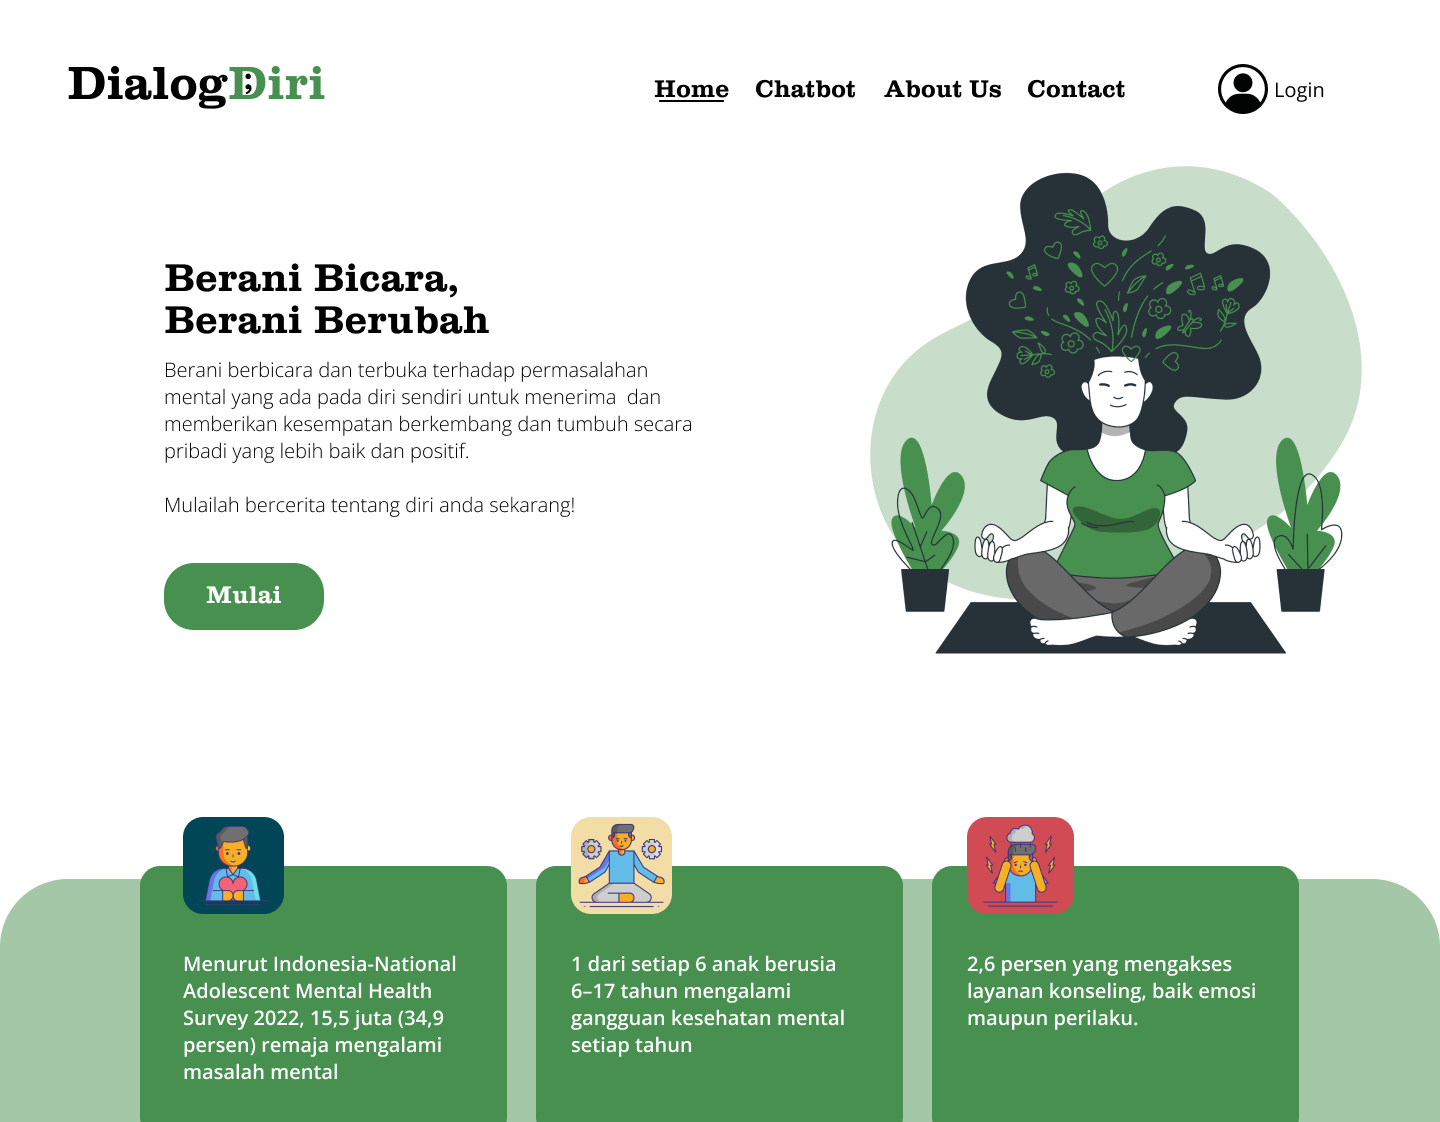 DialogDiri
Home
Chatbot
About Us
Contact
Login
Berani Bicara,
Berani Berubah
Berani berbicara dan terbuka terhadap permasalahan
mental yang ada pada diri sendiri untuk menerima  dan
memberikan kesempatan berkembang dan tumbuh secara
pribadi yang lebih baik dan positif.
Mulailah bercerita tentang diri anda sekarang!
Mulai
Menurut Indonesia-National
Adolescent Mental Health
Survey 2022, 15,5 juta (34,9
persen) remaja mengalami
masalah mental
1 dari setiap 6 anak berusia
6–17 tahun mengalami
gangguan kesehatan mental
setiap tahun
2,6 persen yang mengakses
layanan konseling, baik emosi
maupun perilaku.